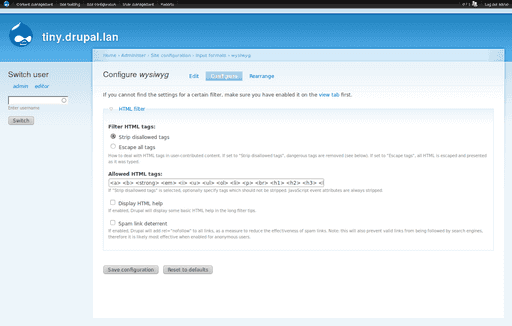 Content management Site building Site configuration User management Reports
Log out admin
tiny.drupal.lan
Home » Administer » Site configuration » Input formats » wysiwyg
Switch user
admin editor
Enter username
Switch
Configure wysiwyg Edit Configure Rearrange
If you cannot find the settings for a certain filter, make sure you have enabled it on the view tab first.
HTML filter
Filter HTML tags:
Strip disallowed tags
Escape all tags
How to deal with HTML tags in user-contributed content. If set to "Strip disallowed tags", dangerous tags are removed (see below). If set to "Escape tags", all HTML is escaped and presented
as it was typed.
Allowed HTML tags:
<a> <b> <strong> <em> <i> <u> <ul> <ol> <li> <p> <br> <h1> <h2> <h3> <
If "Strip disallowed tags" is selected, optionally specify tags which should not be stripped. JavaScript event attributes are always stripped.
Display HTML help
If enabled, Drupal will display some basic HTML help in the long filter tips.
Spam link deterrent
If enabled, Drupal will add rel="nofollow" to all links, as a measure to reduce the effectiveness of spam links. Note: this will also prevent valid links from being followed by search engines,
therefore it is likely most effective when enabled for anonymous users.
Save configuration Reset to defaults